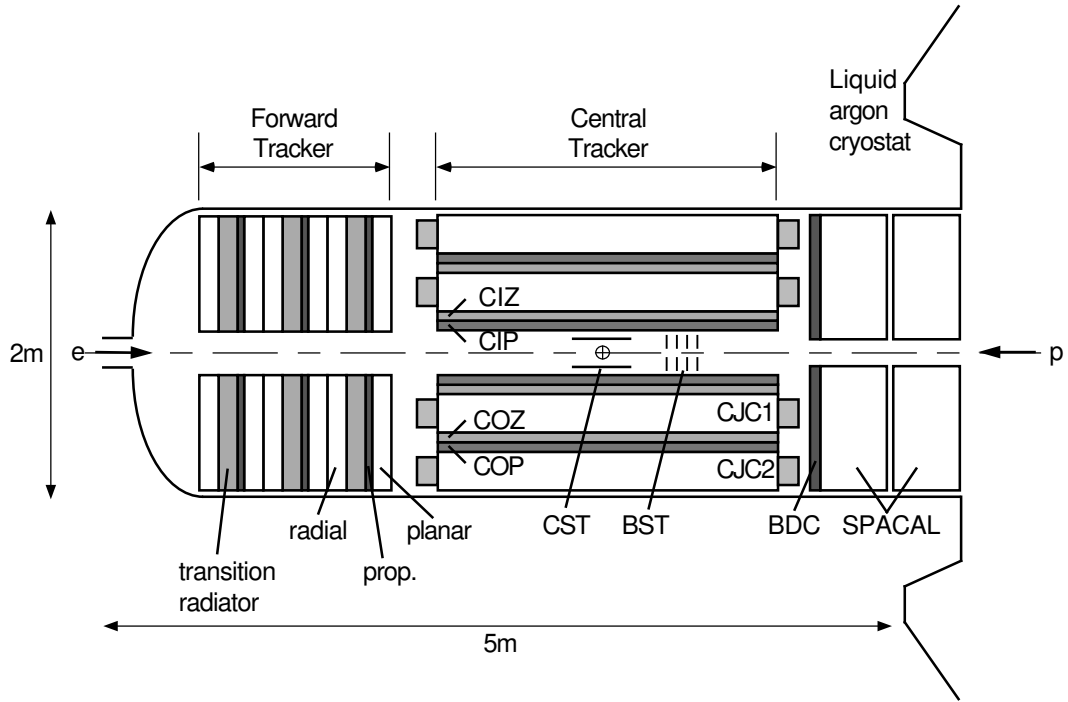 Forward
Tracker
Central
Tracker
Liquid
argon
cryostat
CIZ
CIP
2m
e
p
COZ
COP
CJC1
CJC2
radial
planar
CST
BST
BDC
SPACAL
transition
radiator
prop.
5m